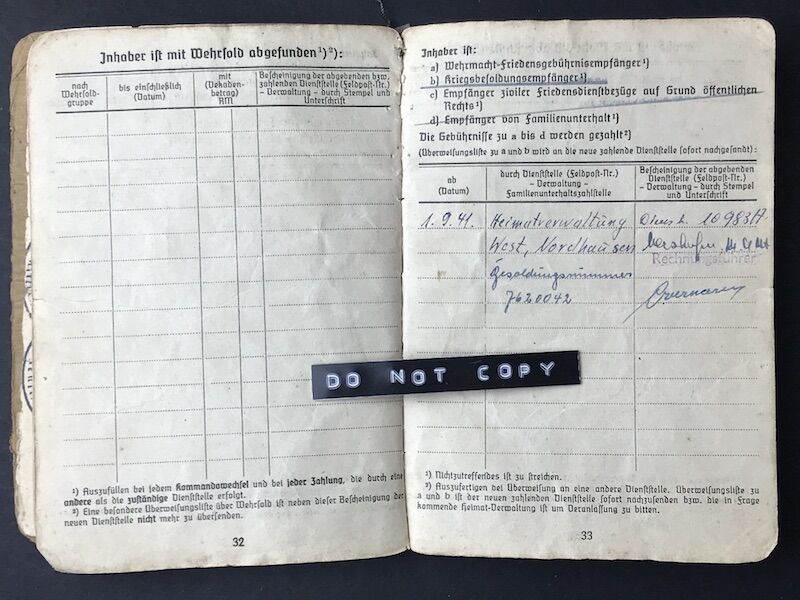 Inhaber ist mit Wehrsold abgefunden¹)²):
nach Wehrsold-gruppe
bis einschließlich (Datum)
mit (Dekaden-betrag) RM
Bescheinigung der abgebenden bzw. zahlenden Dienststelle (Feldpost-Nr.) – Verwaltung – durch Stempel und Unterschrift
¹) Auszufüllen bei jedem Kommandowechsel und bei jeder Zahlung, die durch eine
andere als die zuständige Dienststelle erfolgt.
²) Eine besondere Überweisungsliste über Wehrsold ist neben dieser Bescheinigung der
neuen Dienststelle nicht mehr zu übersenden.
32
Inhaber ist:
a) Wehrmacht-Friedensgebührnisempfänger¹)
b) Kriegsbesoldungsempfänger¹)
c) Empfänger ziviler Friedensdienstbezüge auf Grund öffentlichen
Rechts¹)
d) Empfänger von Familienunterhalt¹)
Die Gebührnisse zu a bis d werden gezahlt²)
(Überweisungsliste zu a und b wird an die neue zahlende Dienststelle sofort nachgesandt):
ab (Datum)
durch Dienststelle (Feldpost-Nr.) – Verwaltung – Familienunterhaltszahlstelle
Bescheinigung der abgebenden Dienststelle (Feldpost-Nr.) – Verwaltung – durch Stempel und Unterschrift
1.9.41. Heimatverwaltung Dienst. 10983A
West, Nordhausen
Rechnungsführer
Besoldungsnummer
7620042
DO NOT COPY
¹) Nichtzutreffendes ist zu streichen.
²) Auszufertigen bei Überweisung an eine andere Dienststelle. Überweisungsliste zu
a und b ist der neuen zahlenden Dienststelle sofort nachzusenden bzw. die in Frage
kommende Heimat-Verwaltung ist um Veranlassung zu bitten.
33